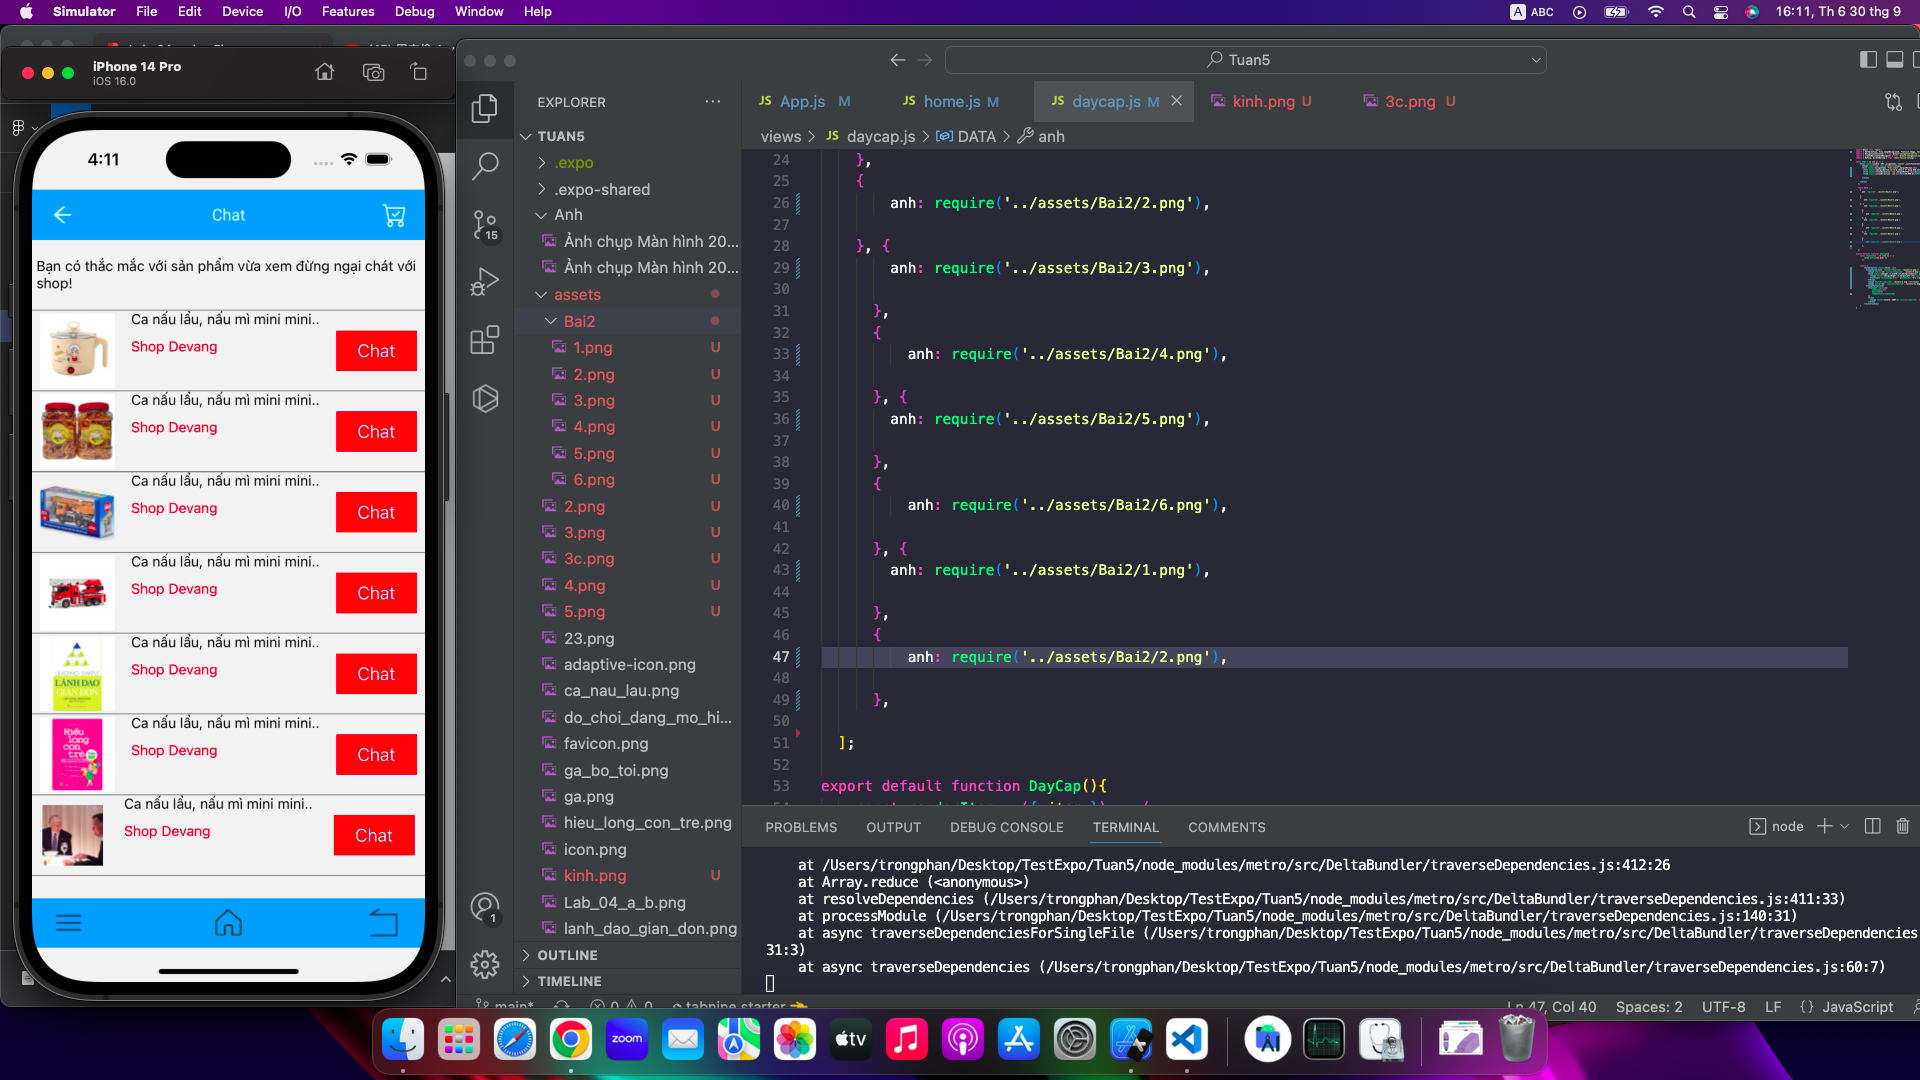 Simulator File Edit Device I/O Features Debug Window Help
A ABC 16:11, Th 6 30 thg 9
iPhone 14 Pro
iOS 16.0
4:11
Chat
Bạn có thắc mắc với sản phẩm vừa xem đừng ngại chát với
shop!
Ca nấu lẩu, nấu mì mini mini..
Shop Devang
Chat
Ca nấu lẩu, nấu mì mini mini..
Shop Devang
Chat
Ca nấu lẩu, nấu mì mini mini..
Shop Devang
Chat
Ca nấu lẩu, nấu mì mini mini..
Shop Devang
Chat
LÃNH ĐẠO
GIẢN ĐƠN
Ca nấu lẩu, nấu mì mini mini..
Shop Devang
Chat
Hiểu
lòng
con
trẻ
Ca nấu lẩu, nấu mì mini mini..
Shop Devang
Chat
Ca nấu lẩu, nấu mì mini mini..
Shop Devang
Chat
Tuan5
EXPLORER ...
TUAN5
.expo
.expo-shared
Anh
Ảnh chụp Màn hình 20...
Ảnh chụp Màn hình 20...
assets
Bai2
1.png U
2.png U
3.png U
4.png U
5.png U
6.png U
2.png U
3.png U
3c.png U
4.png U
5.png U
23.png
adaptive-icon.png
ca_nau_lau.png
do_choi_dang_mo_hi...
favicon.png
ga_bo_toi.png
ga.png
hieu_long_con_tre.png
icon.png
kinh.png U
Lab_04_a_b.png
lanh_dao_gian_don.png
OUTLINE
TIMELINE
15
1
JS App.js M JS home.js M JS daycap.js M kinh.png U 3c.png U
views > JS daycap.js > DATA > anh
24 },
25 {
26 anh: require('../assets/Bai2/2.png'),
27
28 }, {
29 anh: require('../assets/Bai2/3.png'),
30
31 },
32 {
33 anh: require('../assets/Bai2/4.png'),
34
35 }, {
36 anh: require('../assets/Bai2/5.png'),
37
38 },
39 {
40 anh: require('../assets/Bai2/6.png'),
41
42 }, {
43 anh: require('../assets/Bai2/1.png'),
44
45 },
46 {
47 anh: require('../assets/Bai2/2.png'),
48
49 },
50
51 ];
52
53 export default function DayCap(){
PROBLEMS OUTPUT DEBUG CONSOLE TERMINAL COMMENTS
node
at /Users/trongphan/Desktop/TestExpo/Tuan5/node_modules/metro/src/DeltaBundler/traverseDependencies.js:412:26
at Array.reduce (<anonymous>)
at resolveDependencies (/Users/trongphan/Desktop/TestExpo/Tuan5/node_modules/metro/src/DeltaBundler/traverseDependencies.js:411:33)
at processModule (/Users/trongphan/Desktop/TestExpo/Tuan5/node_modules/metro/src/DeltaBundler/traverseDependencies.js:140:31)
at async traverseDependenciesForSingleFile (/Users/trongphan/Desktop/TestExpo/Tuan5/node_modules/metro/src/DeltaBundler/traverseDependencies
31:3)
at async traverseDependencies (/Users/trongphan/Desktop/TestExpo/Tuan5/node_modules/metro/src/DeltaBundler/traverseDependencies.js:60:7)
main* 0 0 tabnine starter
Ln 47, Col 40 Spaces: 2 UTF-8 LF {} JavaScript
zoom
tv